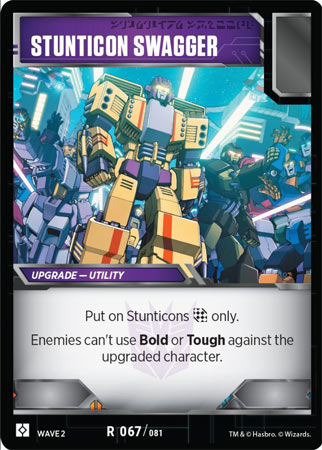 STUNTICON SWAGGER
UPGRADE — UTILITY
Put on Stunticons only.
Enemies can't use Bold or Tough against the
upgraded character.
WAVE 2
R 067/081
TM & © Hasbro. © Wizards.